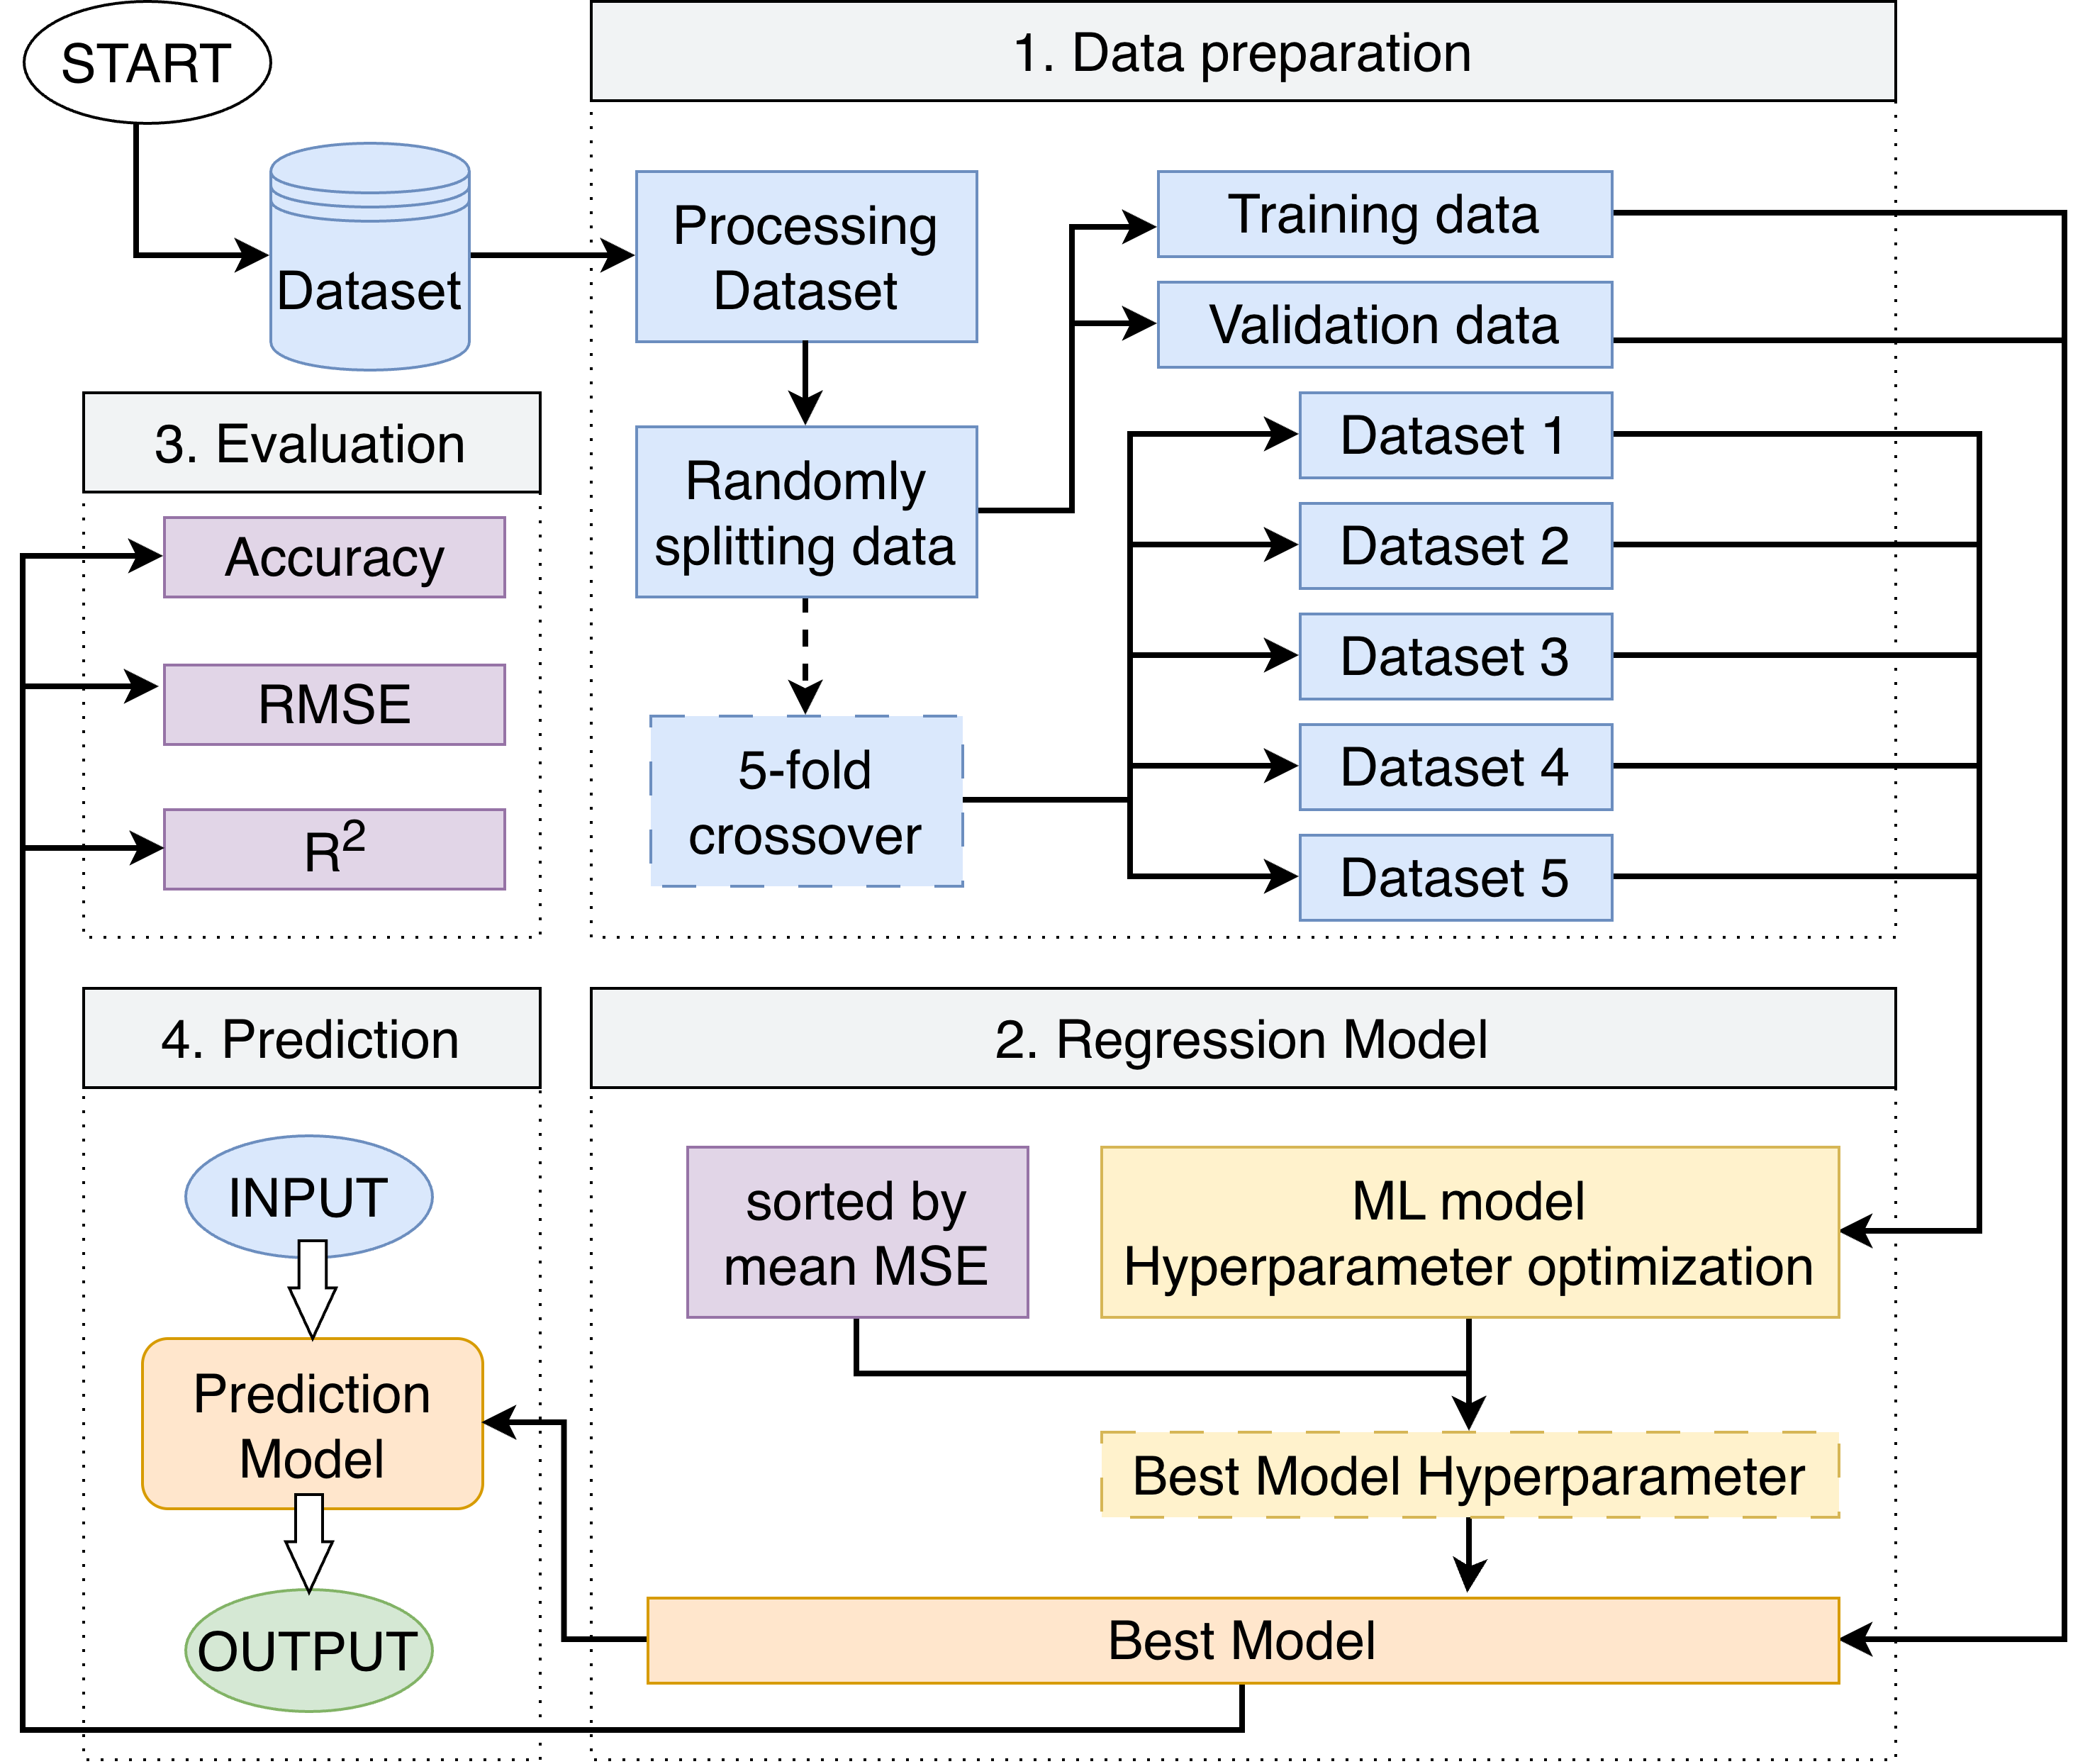 START
Dataset
1. Data preparation
Processing
Dataset
Randomly
splitting data
5-fold
crossover
Training data
Validation data
Dataset 1
Dataset 2
Dataset 3
Dataset 4
Dataset 5
2. Regression Model
sorted by
mean MSE
ML model
Hyperparameter optimization
Best Model Hyperparameter
Best Model
3. Evaluation
Accuracy
RMSE
R²
4. Prediction
INPUT
Prediction
Model
OUTPUT